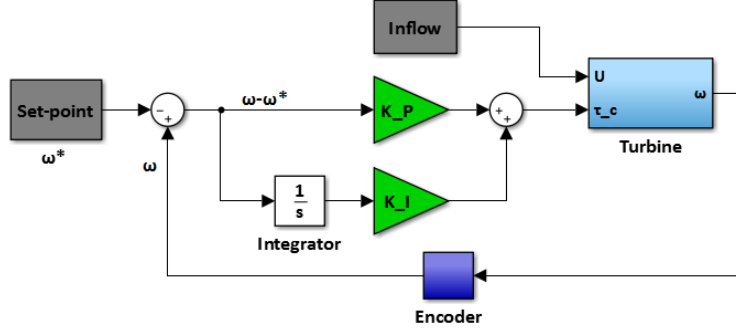 Inflow
Set-point
ω*
−
+
ω-ω*
ω
K_P
+
+
U
τ_c
ω
Turbine
1
s
Integrator
K_I
Encoder